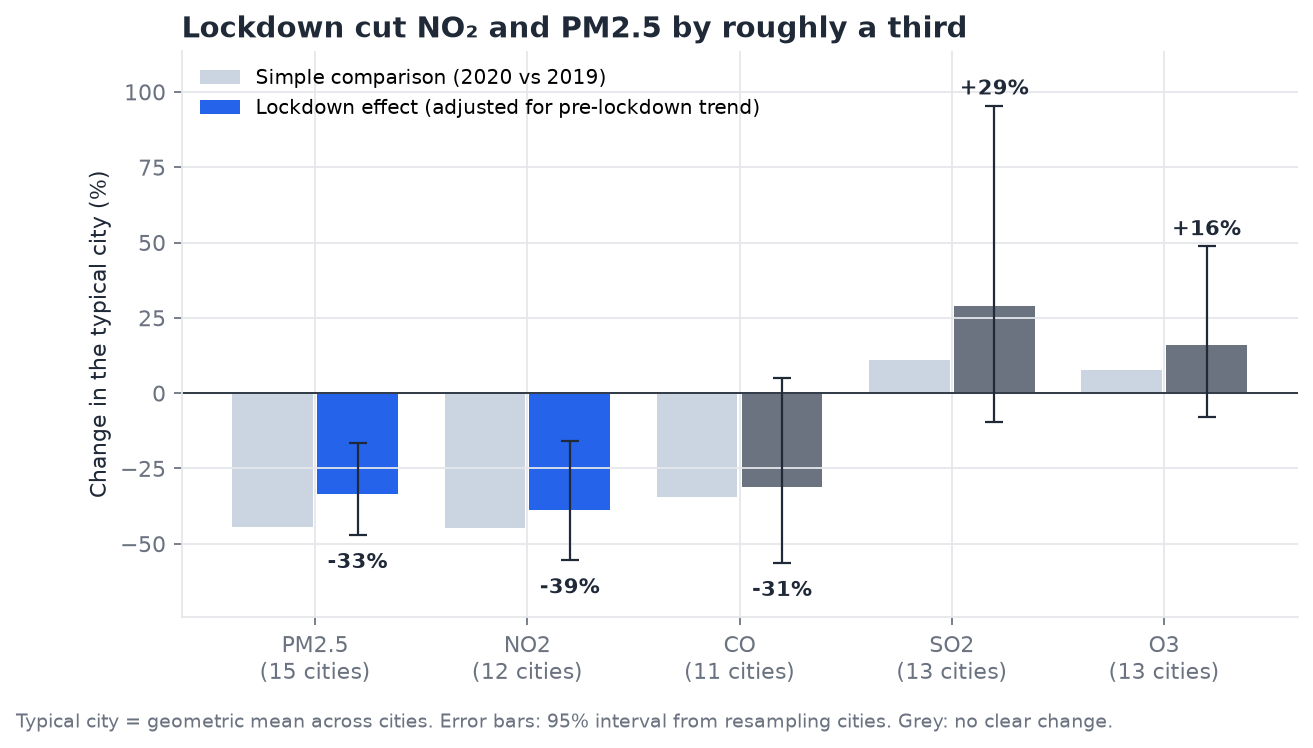 Lockdown cut NO₂ and PM2.5 by roughly a third
Simple comparison (2020 vs 2019)
Lockdown effect (adjusted for pre-lockdown trend)
Change in the typical city (%)
100
75
50
25
0
−25
−50
-33%
-39%
-31%
+29%
+16%
PM2.5
(15 cities)
NO2
(12 cities)
CO
(11 cities)
SO2
(13 cities)
O3
(13 cities)
Typical city = geometric mean across cities. Error bars: 95% interval from resampling cities. Grey: no clear change.